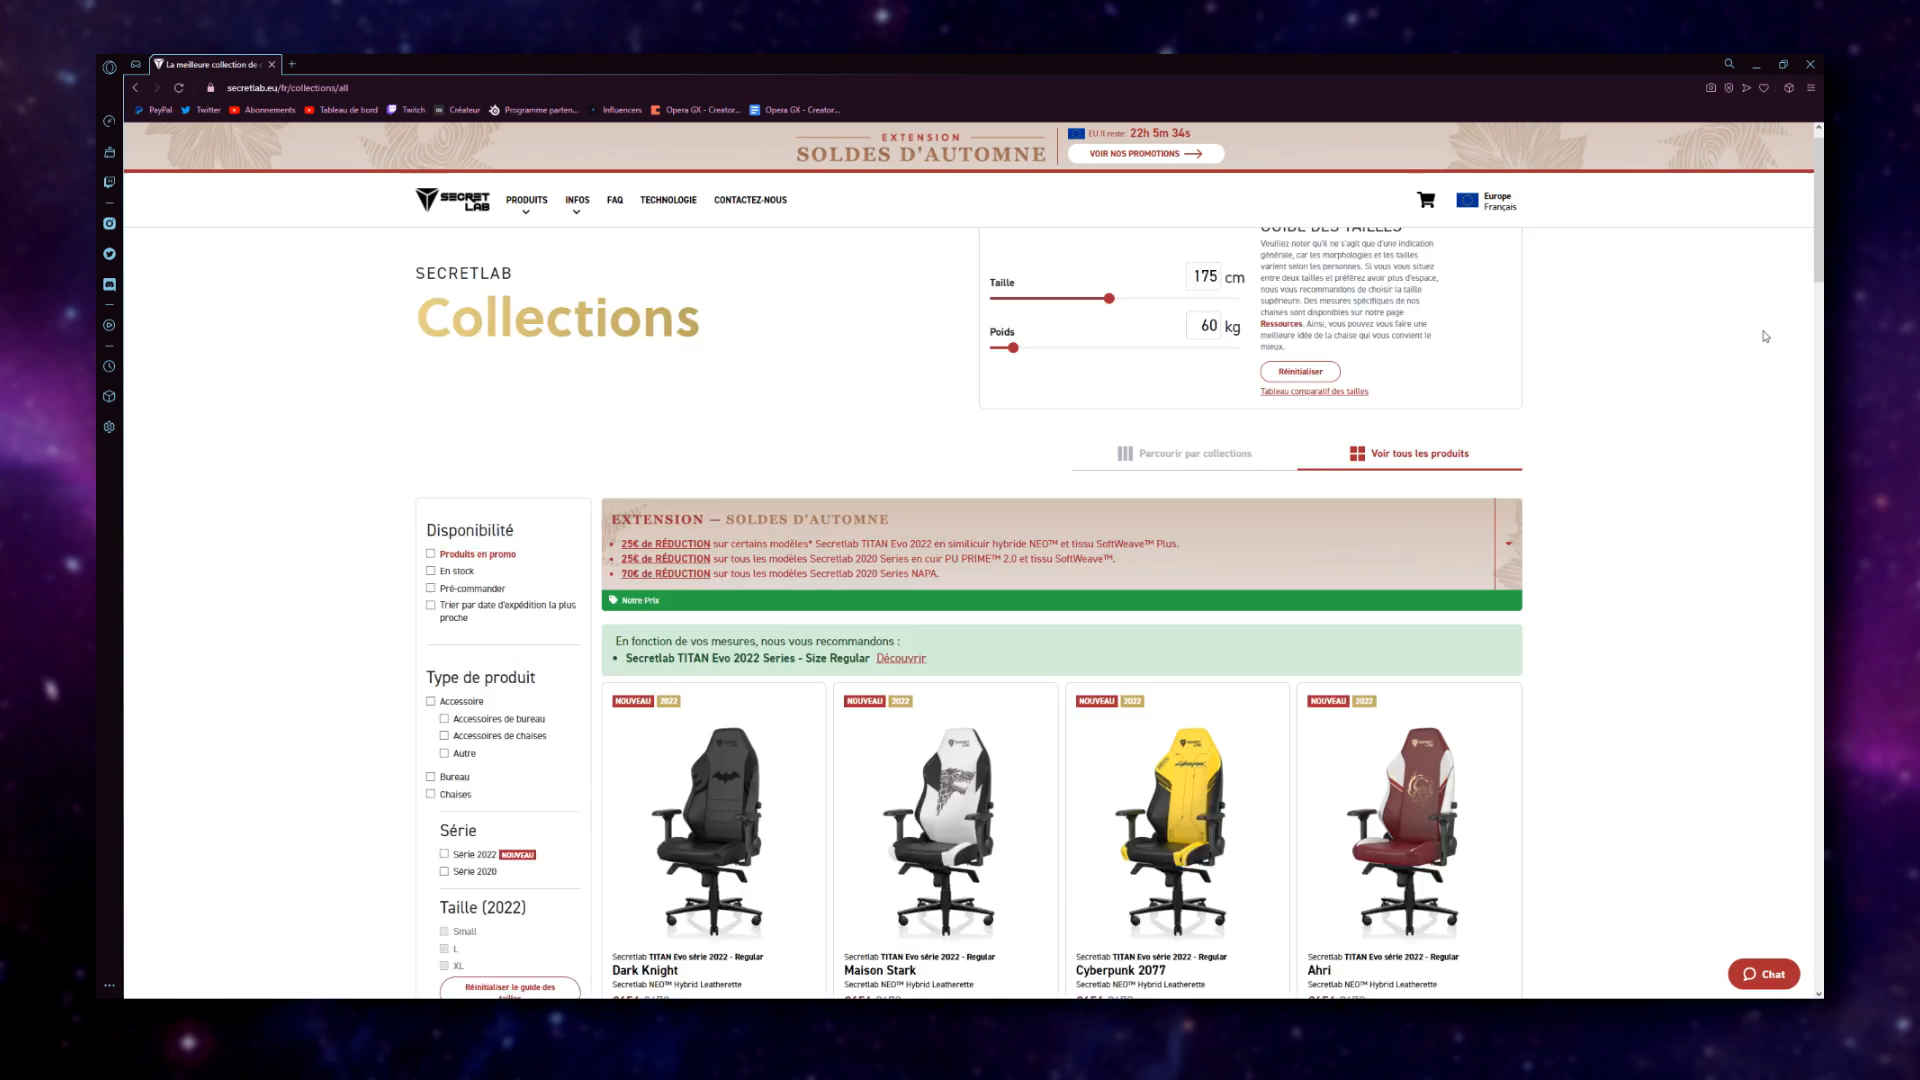 La meilleure collection de
secretlab.eu/fr/collections/all
PayPal
Twitter
Abonnements
Tableau de bord
Twitch
Créateur
Programme parten...
Influencers
Opera GX - Creator...
Opera GX - Creator...
EXTENSION
SOLDES D'AUTOMNE
EU Il reste: 22h 5m 34s
VOIR NOS PROMOTIONS
SECRET
LAB
PRODUITS
INFOS
FAQ
TECHNOLOGIE
CONTACTEZ-NOUS
Europe
Français
SECRETLAB
Collections
Taille
175 cm
Poids
60 kg
GUIDE DES TAILLES
Veuillez noter qu'il ne s'agit que d'une indication
générale, car les morphologies et les tailles
varient selon les personnes. Si vous vous situez
entre deux tailles et préférez avoir plus d'espace,
nous vous recommandons de choisir la taille
supérieure. Des mesures spécifiques de nos
chaises sont disponibles sur notre page
Ressources. Ainsi, vous pouvez vous faire une
meilleure idée de la chaise qui vous convient le
mieux.
Réinitialiser
Tableau comparatif des tailles
Parcourir par collections
Voir tous les produits
Disponibilité
Produits en promo
En stock
Pré-commander
Trier par date d'expédition la plus
proche
Type de produit
Accessoire
Accessoires de bureau
Accessoires de chaises
Autre
Bureau
Chaises
Série
Série 2022 NOUVEAU
Série 2020
Taille (2022)
Small
L
XL
Réinitialiser le guide des
tailles
EXTENSION — SOLDES D'AUTOMNE
• 25€ de RÉDUCTION sur certains modèles* Secretlab TITAN Evo 2022 en similicuir hybride NEO™ et tissu SoftWeave™ Plus.
• 25€ de RÉDUCTION sur tous les modèles Secretlab 2020 Series en cuir PU PRIME™ 2.0 et tissu SoftWeave™.
• 70€ de RÉDUCTION sur tous les modèles Secretlab 2020 Series NAPA.
Notre Prix
En fonction de vos mesures, nous vous recommandons :
• Secretlab TITAN Evo 2022 Series - Size Regular Découvrir
NOUVEAU 2022
Secretlab TITAN Evo série 2022 - Regular
Dark Knight
Secretlab NEO™ Hybrid Leatherette
NOUVEAU 2022
Secretlab TITAN Evo série 2022 - Regular
Maison Stark
Secretlab NEO™ Hybrid Leatherette
NOUVEAU 2022
Cyberpunk
Secretlab TITAN Evo série 2022 - Regular
Cyberpunk 2077
Secretlab NEO™ Hybrid Leatherette
NOUVEAU 2022
Secretlab TITAN Evo série 2022 - Regular
Ahri
Secretlab NEO™ Hybrid Leatherette
Chat